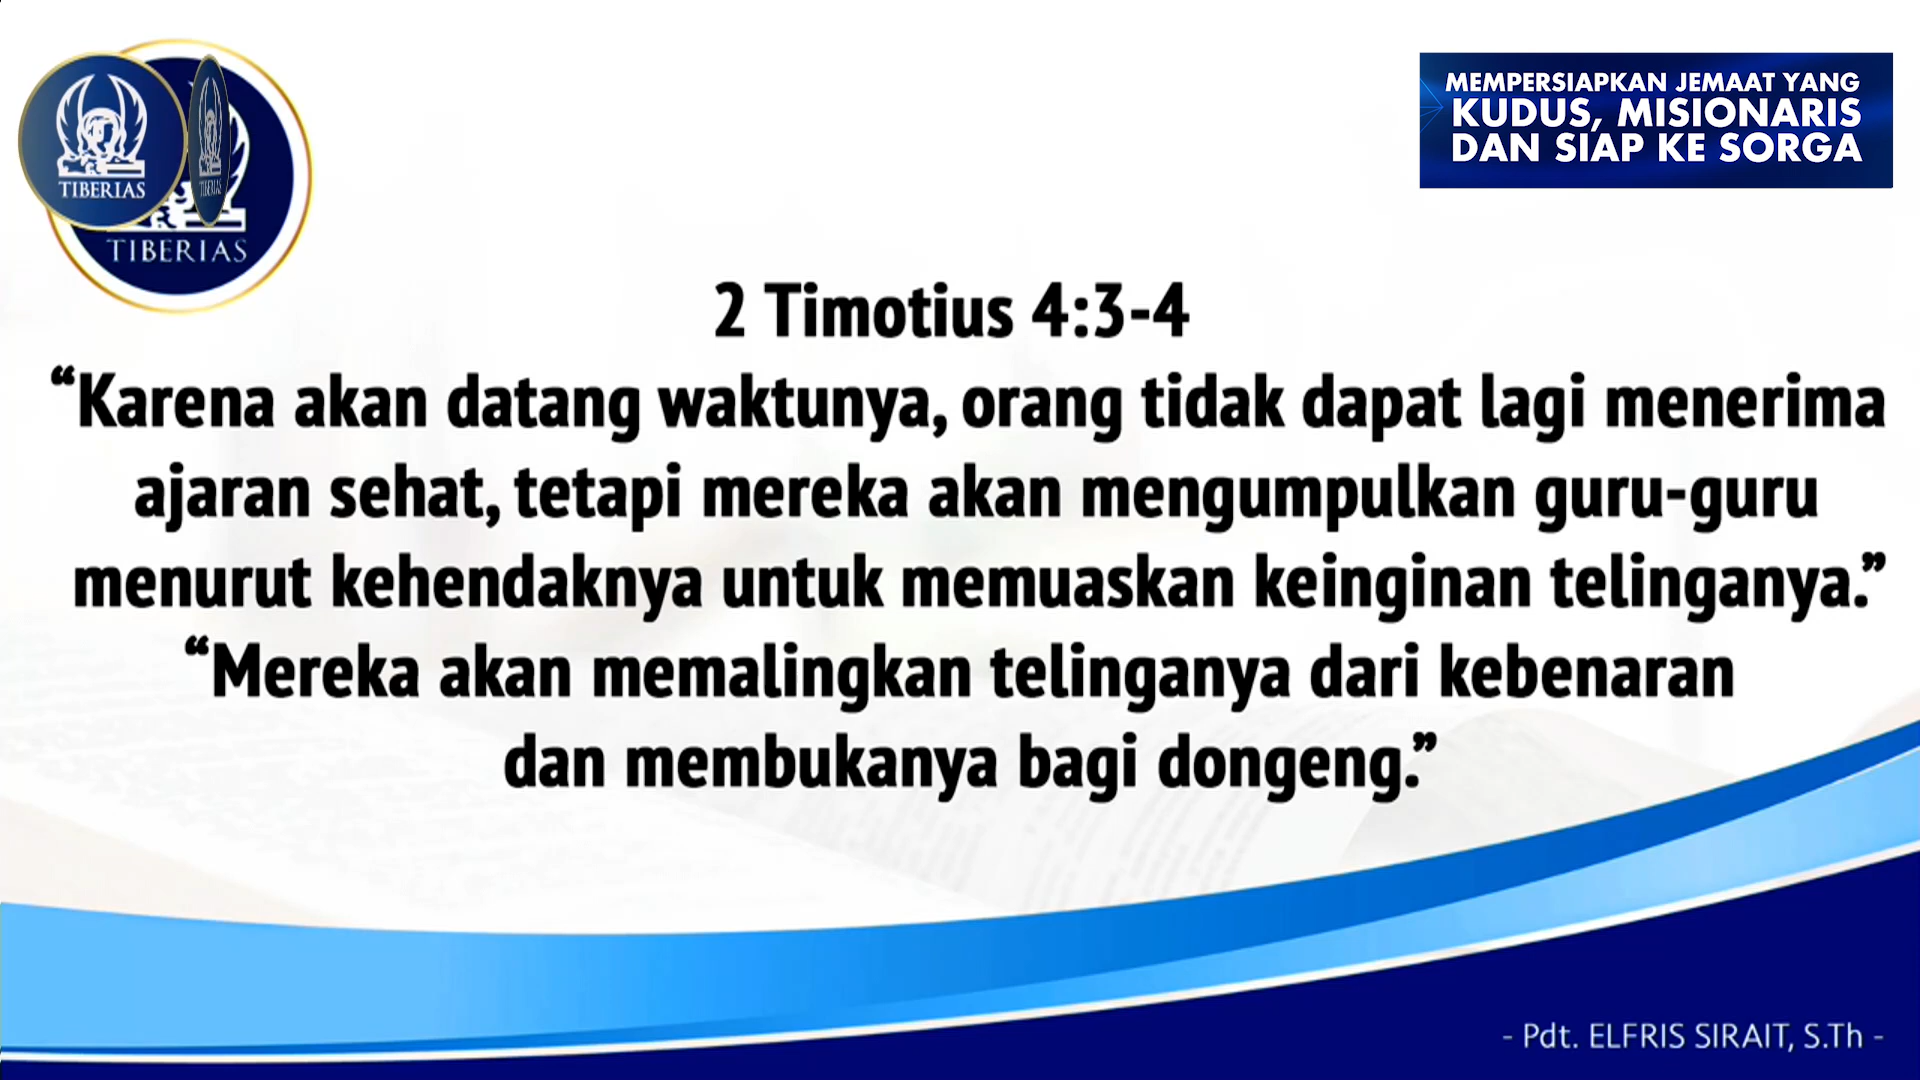 TIBERIAS
TIBERIAS
TIBERIAS
MEMPERSIAPKAN JEMAAT YANG
KUDUS, MISIONARIS
DAN SIAP KE SORGA
2 Timotius 4:3-4
“Karena akan datang waktunya, orang tidak dapat lagi menerima
ajaran sehat, tetapi mereka akan mengumpulkan guru-guru
menurut kehendaknya untuk memuaskan keinginan telinganya.”
“Mereka akan memalingkan telinganya dari kebenaran
dan membukanya bagi dongeng.”
- Pdt. ELFRIS SIRAIT, S.Th -